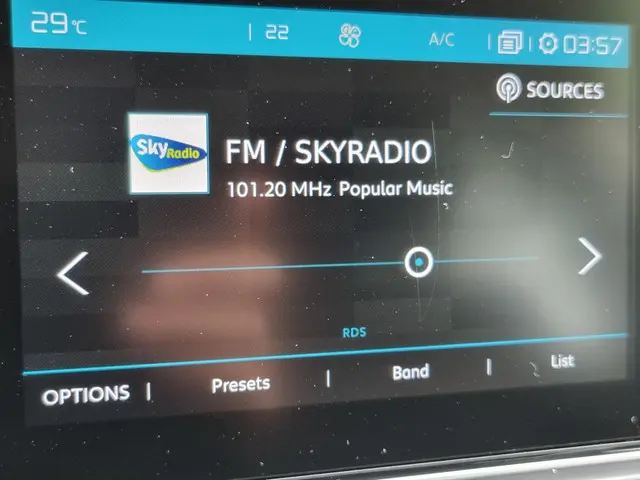 29°C | 22 A/C | | 03:57
SOURCES
Sky Radio
FM / SKYRADIO
101.20 MHz Popular Music
RDS
OPTIONS | Presets | Band | List